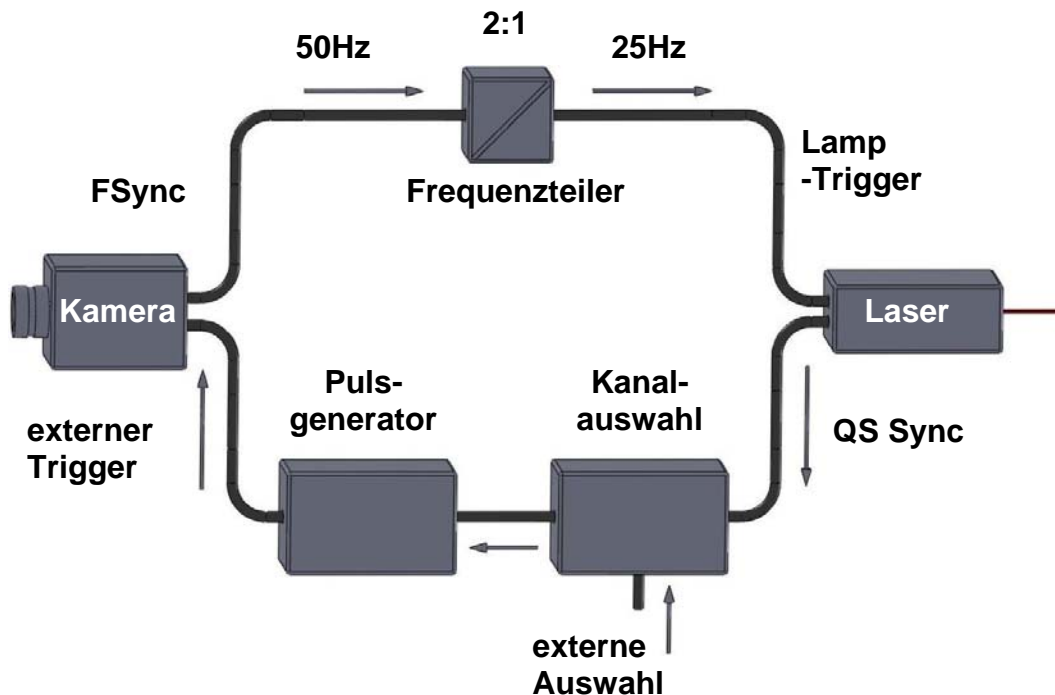 2:1
50Hz
25Hz
Lamp
-Trigger
FSync
Frequenzteiler
Kamera
Laser
Puls-
generator
Kanal-
auswahl
externer
Trigger
QS Sync
externe
Auswahl